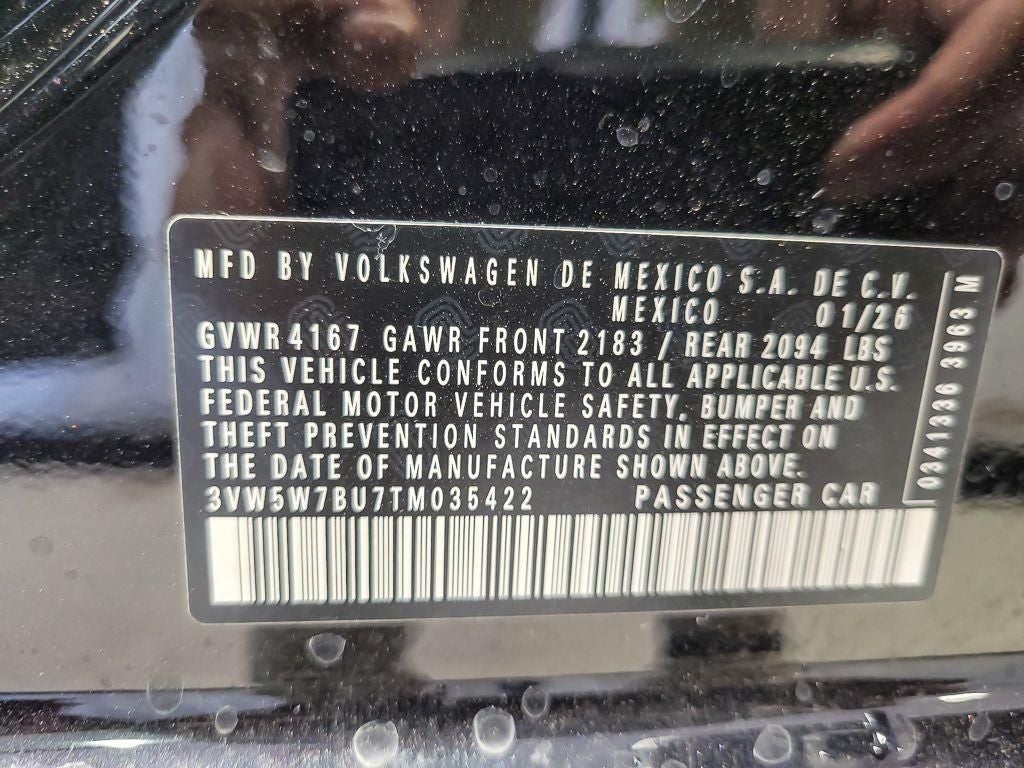 MFD BY VOLKSWAGEN DE MEXICO S.A. DE C.V.
MEXICO 01/26
GVWR 4167 GAWR FRONT 2183 / REAR 2094 LBS
THIS VEHICLE CONFORMS TO ALL APPLICABLE U.S.
FEDERAL MOTOR VEHICLE SAFETY, BUMPER AND
THEFT PREVENTION STANDARDS IN EFFECT ON
THE DATE OF MANUFACTURE SHOWN ABOVE.
3VW5W7BU7TM035422 PASSENGER CAR
0341336 3963 M